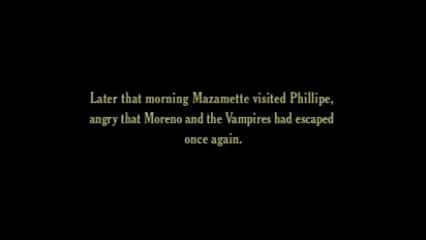 Later that morning Mazamette visited Phillipe,
angry that Moreno and the Vampires had escaped
once again.